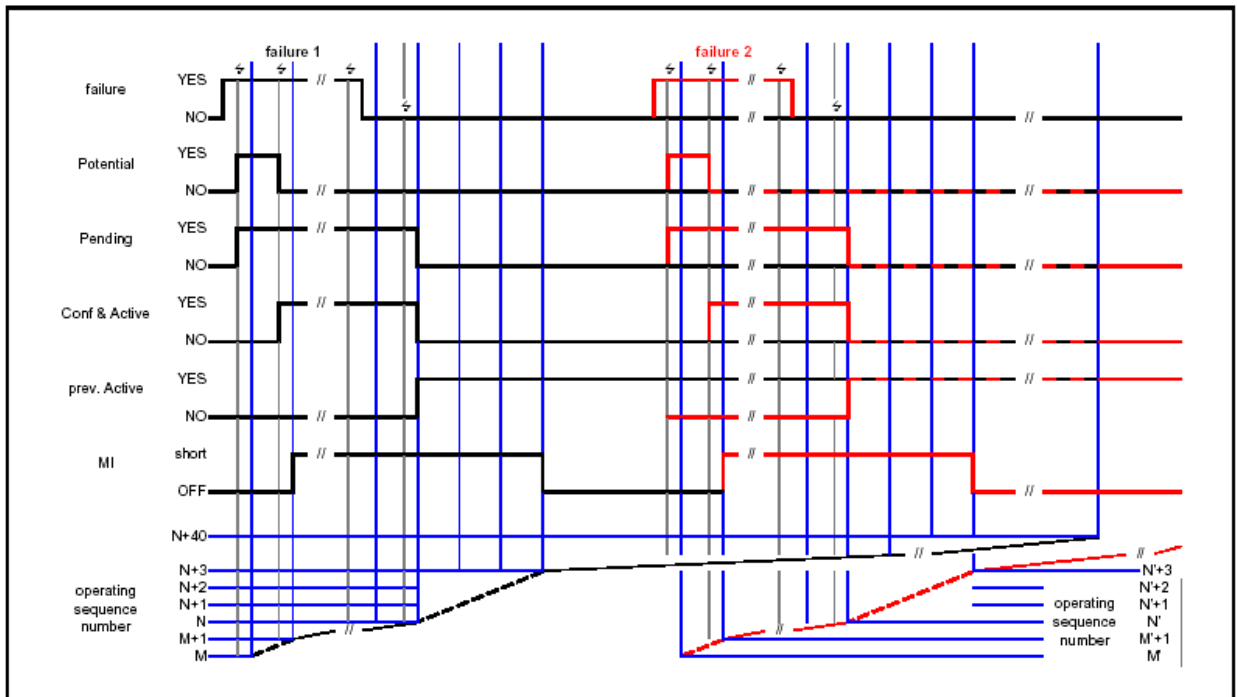 failure 1
failure 2
failure
YES
NO
//
//
//
Potential
YES
NO
//
//
//
Pending
YES
NO
//
//
//
//
//
Conf & Active
YES
NO
//
//
//
//
//
prev. Active
YES
NO
//
//
//
//
//
MI
short
OFF
//
//
//
operating
sequence
number
N+40
N+3
N+2
N+1
N
M+1
M
//
//
//
//
operating
sequence
number
N'+3
N'+2
N'+1
N'
M'+1
M'